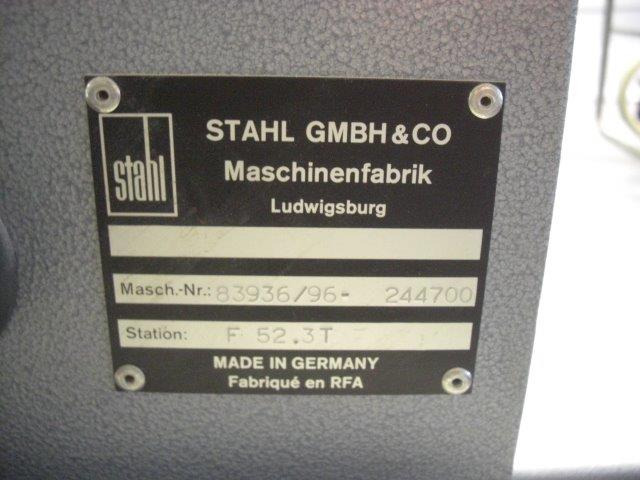 stahl
STAHL GMBH & CO
Maschinenfabrik
Ludwigsburg
Masch.-Nr.: 83936/96- 244700
Station: F 52.3T
MADE IN GERMANY
Fabriqué en RFA